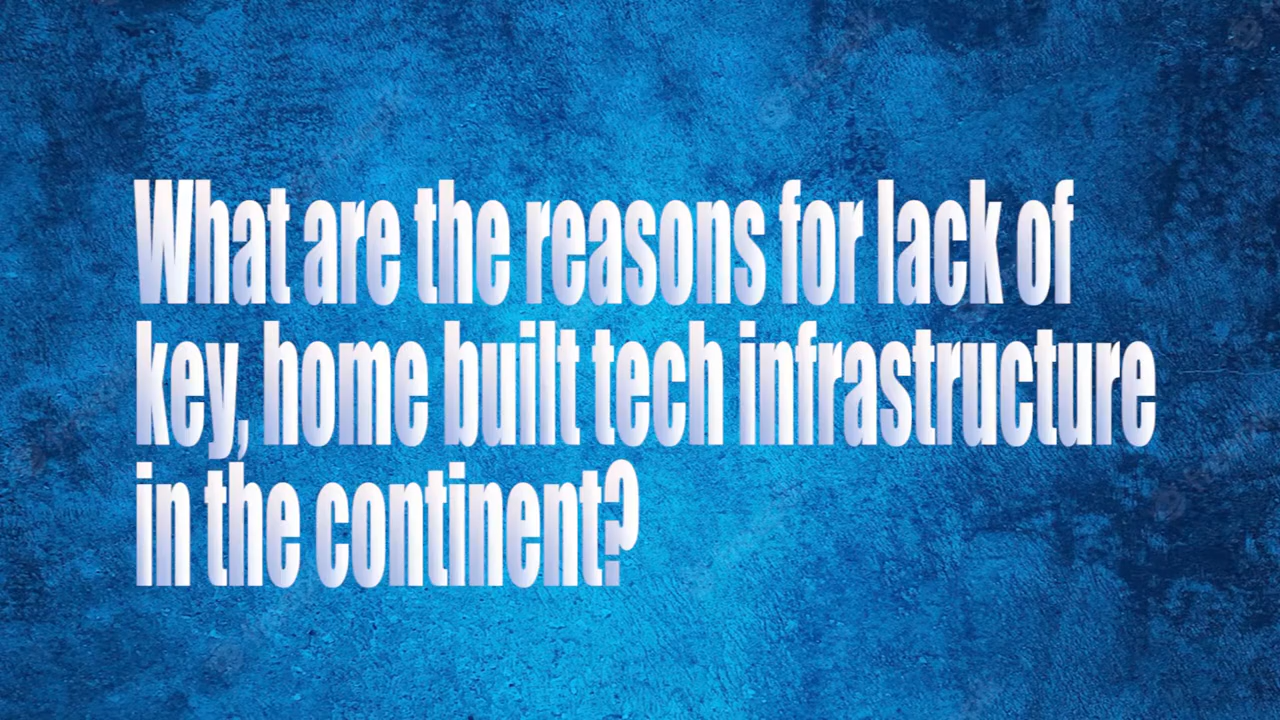 What are the reasons for lack of
key, home built tech infrastructure
in the continent?